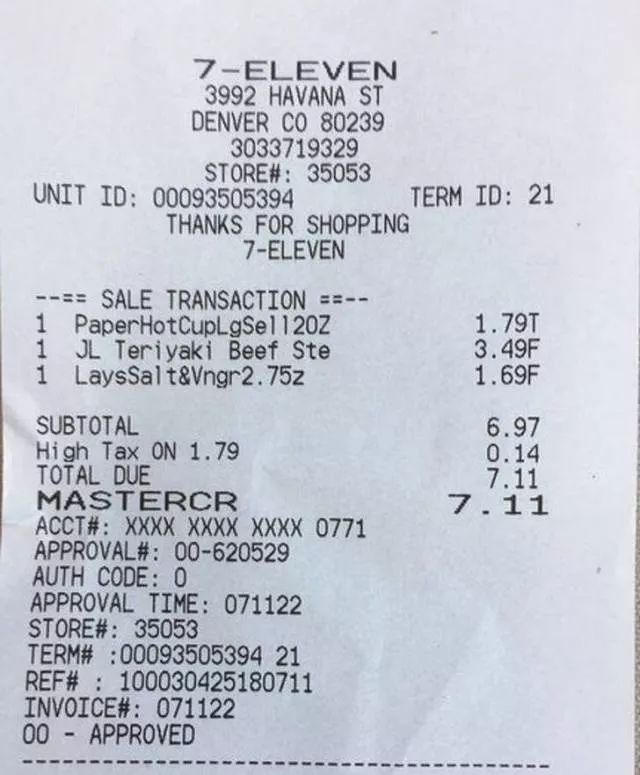 7-ELEVEN
3992 HAVANA ST
DENVER CO 80239
3033719329
STORE#: 35053
UNIT ID: 00093505394 TERM ID: 21
THANKS FOR SHOPPING
7-ELEVEN
--== SALE TRANSACTION ==--
1 PaperHotCupLgSell20Z 1.79T
1 JL Teriyaki Beef Ste 3.49F
1 LaysSalt&Vngr2.75z 1.69F
SUBTOTAL 6.97
High Tax ON 1.79 0.14
TOTAL DUE 7.11
MASTERCR 7.11
ACCT#: XXXX XXXX XXXX 0771
APPROVAL#: 00-620529
AUTH CODE: 0
APPROVAL TIME: 071122
STORE#: 35053
TERM# :00093505394 21
REF# : 100030425180711
INVOICE#: 071122
00 - APPROVED